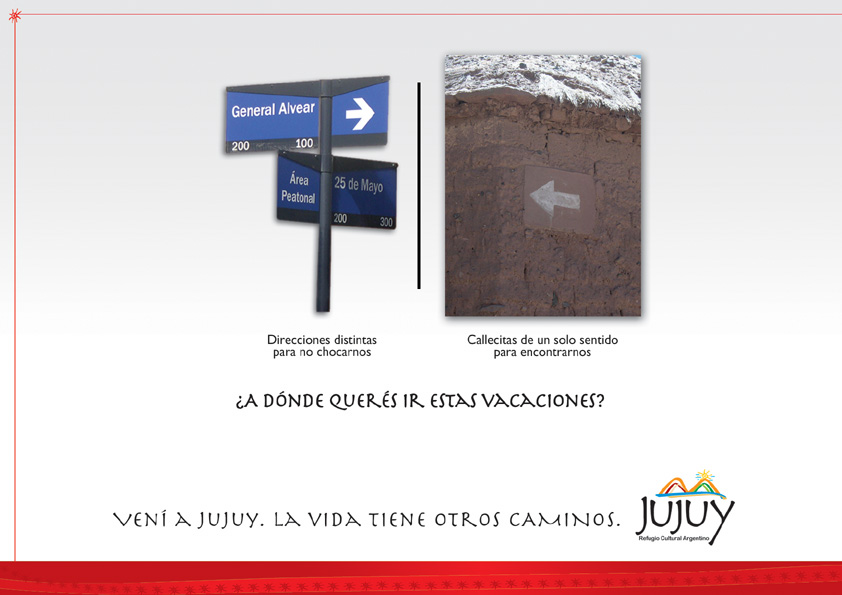 General Alvear
200 100
Área
Peatonal
25 de Mayo
200 300
Direcciones distintas
para no chocarnos
Callecitas de un solo sentido
para encontrarnos
¿A DÓNDE QUERÉS IR ESTAS VACACIONES?
VENÍ A JUJUY. LA VIDA TIENE OTROS CAMINOS.
JUJUY
Refugio Cultural Argentino